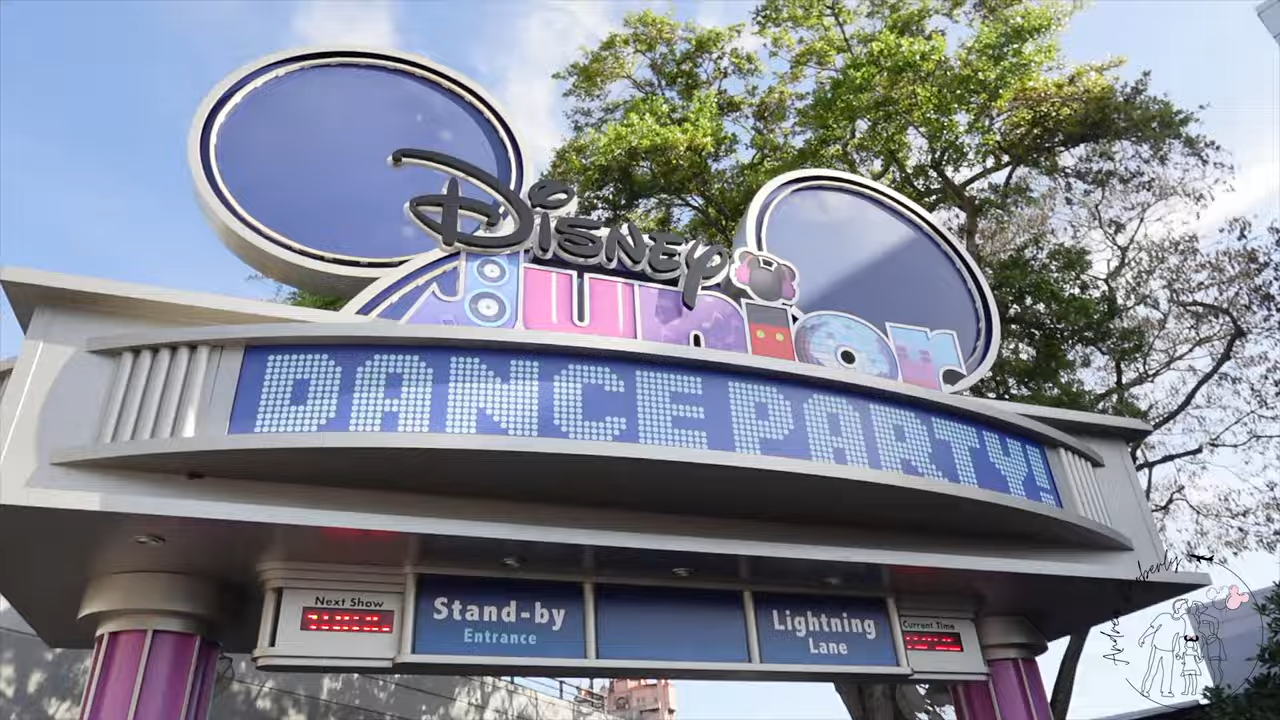 Disney
Junior
DANCE PARTY!
Next Show
Stand-by
Entrance
Lightning
Lane
Current Time